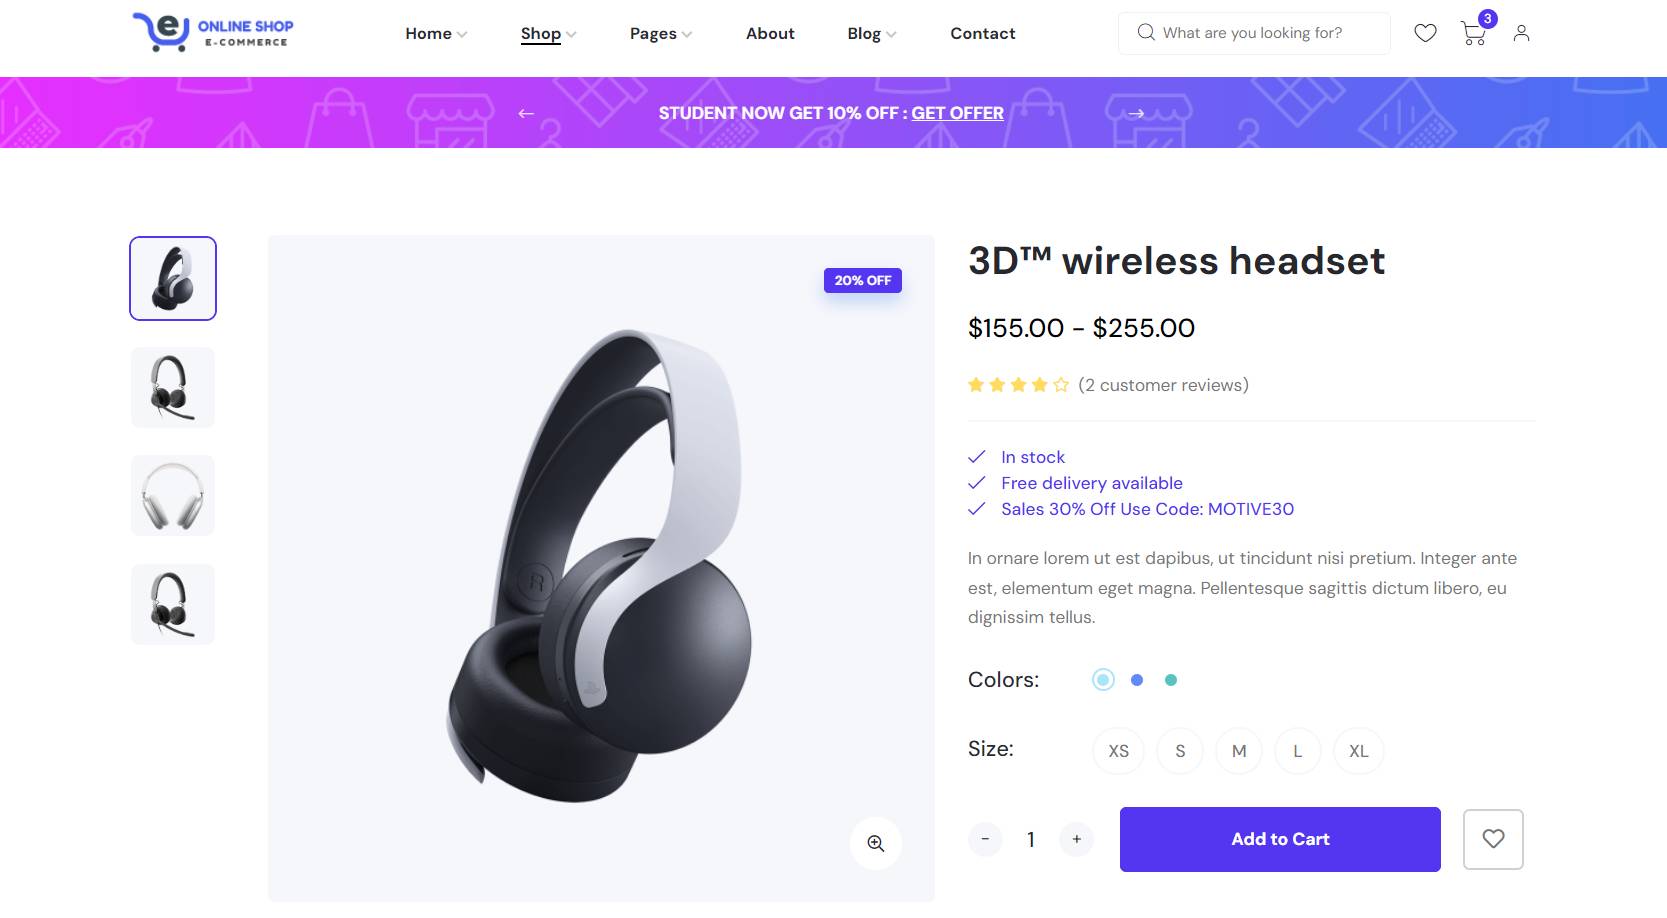 ONLINE SHOP
E-COMMERCE
Home
Shop
Pages
About
Blog
Contact
What are you looking for?
3
STUDENT NOW GET 10% OFF : GET OFFER
20% OFF
R
3D™ wireless headset
$155.00 - $255.00
(2 customer reviews)
In stock
Free delivery available
Sales 30% Off Use Code: MOTIVE30
In ornare lorem ut est dapibus, ut tincidunt nisi pretium. Integer ante
est, elementum eget magna. Pellentesque sagittis dictum libero, eu
dignissim tellus.
Colors:
Size:
XS
S
M
L
XL
- 1 +
Add to Cart